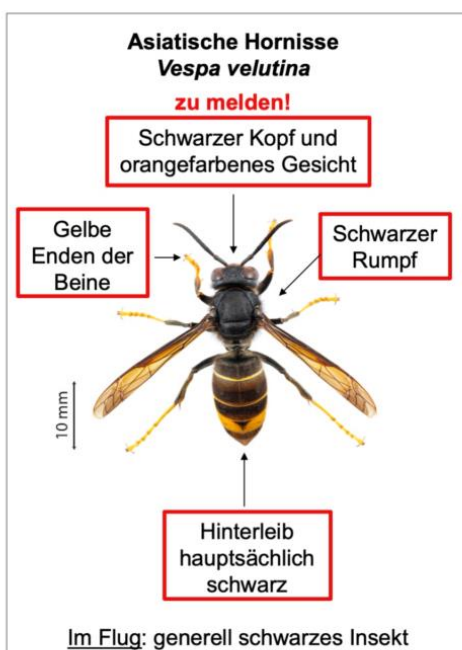 Asiatische Hornisse
Vespa velutina
zu melden!
Schwarzer Kopf und
orangefarbenes Gesicht
Gelbe
Enden der
Beine
Schwarzer
Rumpf
10 mm
Hinterleib
hauptsächlich
schwarz
Im Flug: generell schwarzes Insekt